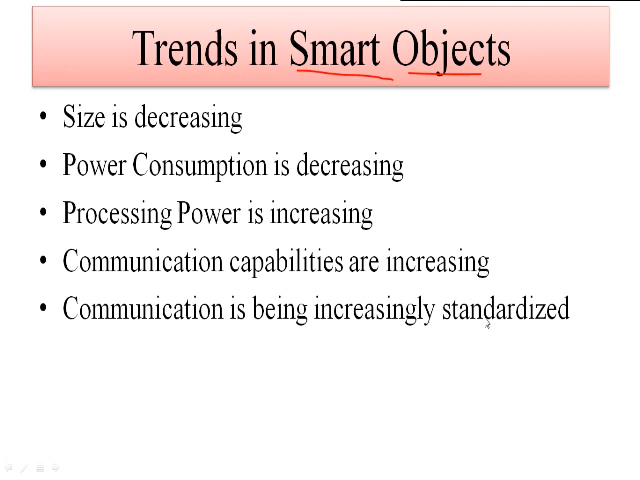 Trends in Smart Objects
• Size is decreasing
• Power Consumption is decreasing
• Processing Power is increasing
• Communication capabilities are increasing
• Communication is being increasingly standardized